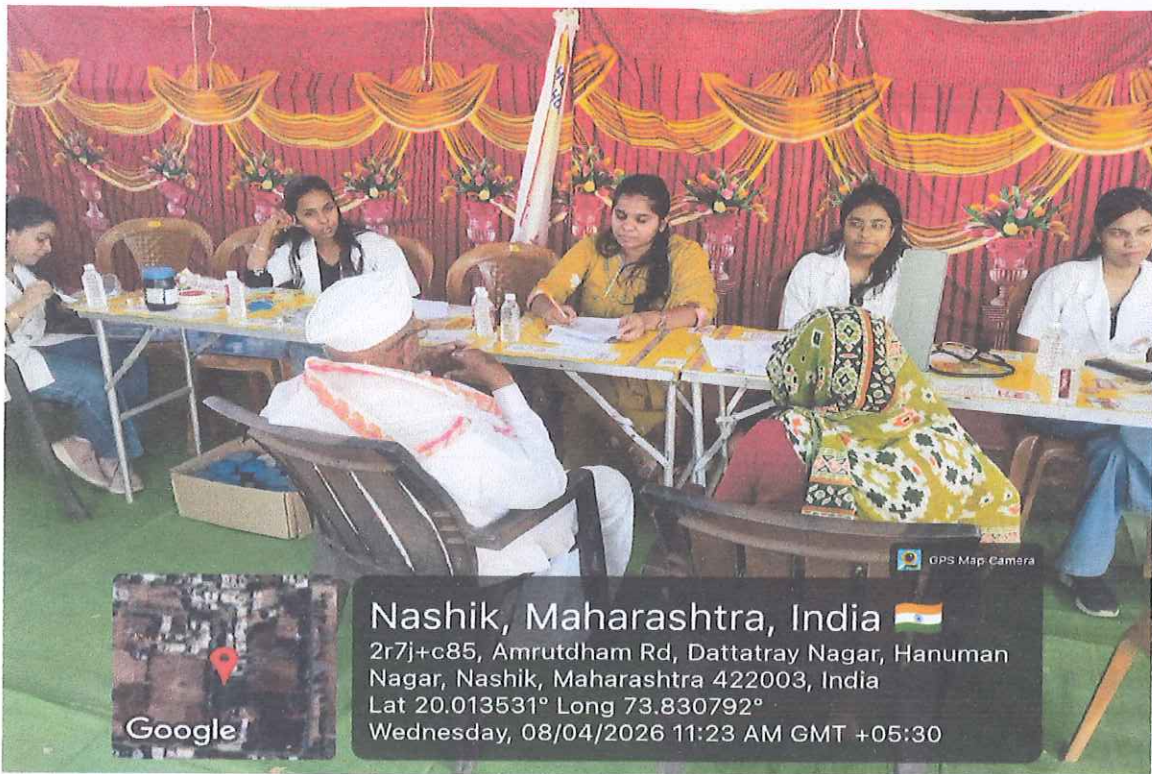 GPS Map Camera
Nashik, Maharashtra, India
2r7j+c85, Amrutdham Rd, Dattatray Nagar, Hanuman
Nagar, Nashik, Maharashtra 422003, India
Lat 20.013531° Long 73.830792°
Wednesday, 08/04/2026 11:23 AM GMT +05:30
Google